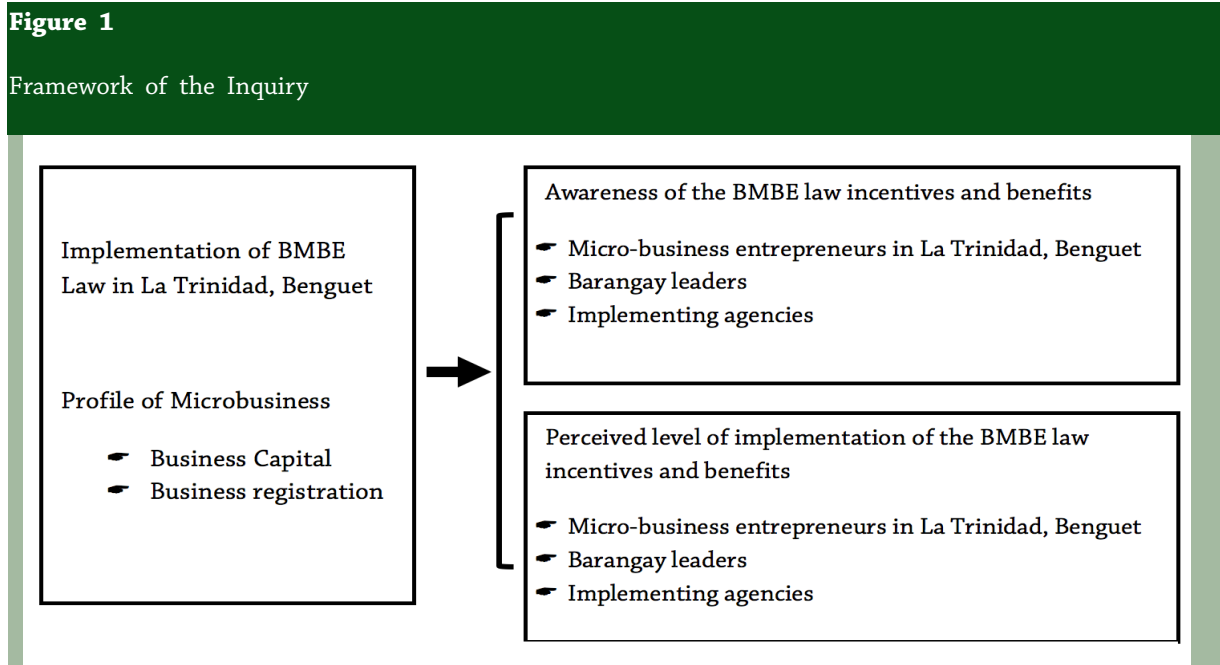 Figure 1
Framework of the Inquiry
Implementation of BMBE
Law in La Trinidad, Benguet
Profile of Microbusiness
Business Capital
Business registration
Awareness of the BMBE law incentives and benefits
Micro-business entrepreneurs in La Trinidad, Benguet
Barangay leaders
Implementing agencies
Perceived level of implementation of the BMBE law
incentives and benefits
Micro-business entrepreneurs in La Trinidad, Benguet
Barangay leaders
Implementing agencies